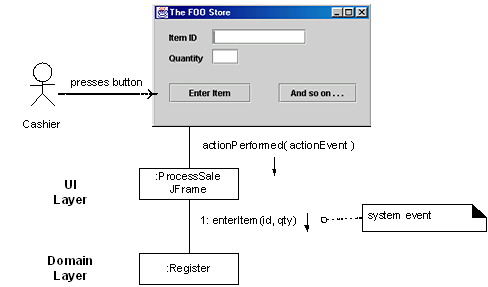 The FOO Store
Item ID
Quantity
presses button
Enter Item
And so on . . .
Cashier
actionPerformed( actionEvent )
:ProcessSale
JFrame
UI
Layer
1: enterItem(id, qty)
system event
Domain
Layer
:Register